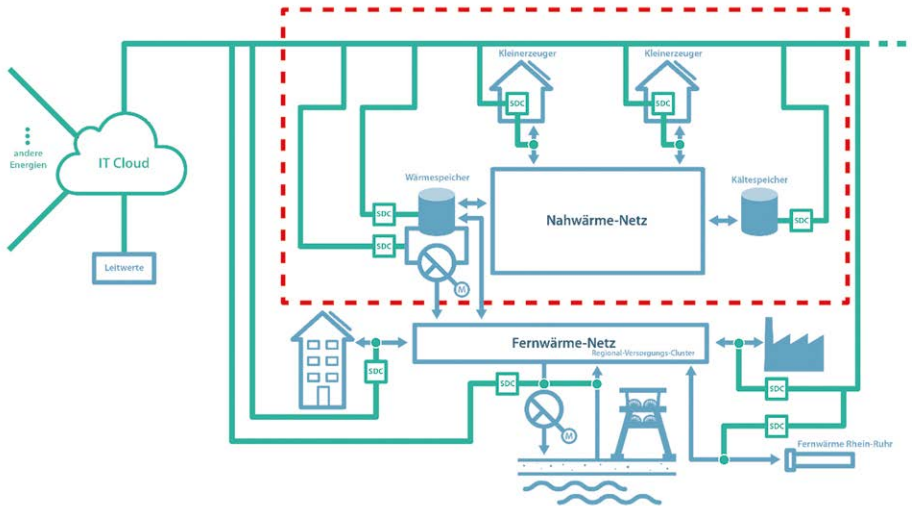 Kleinerzeuger
Kleinerzeuger
SDC
SDC
andere
Energien
IT Cloud
Wärmespeicher
Kältespeicher
SDC
Nahwärme-Netz
SDC
SDC
Leitwerte
M
Fernwärme-Netz
Regional-Versorgungs-Cluster
SDC
SDC
SDC
M
SDC
Fernwärme Rhein-Ruhr